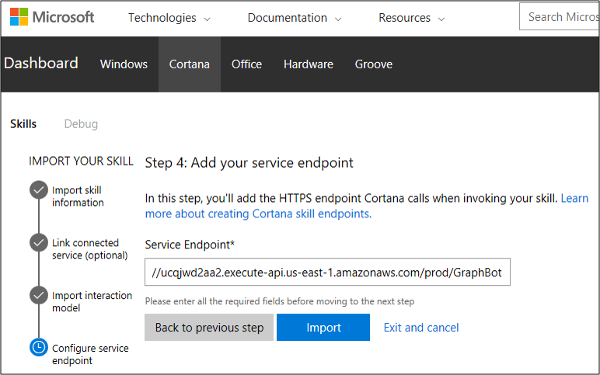 Microsoft Technologies Documentation Resources Search Micros
Dashboard Windows Cortana Office Hardware Groove
Skills Debug
IMPORT YOUR SKILL
Import skill
information
Link connected
service (optional)
Import interaction
model
Configure service
endpoint
Step 4: Add your service endpoint
In this step, you'll add the HTTPS endpoint Cortana calls when invoking your skill. Learn
more about creating Cortana skill endpoints.
Service Endpoint*
//ucqjwd2aa2.execute-api.us-east-1.amazonaws.com/prod/GraphBot
Please enter all the required fields before moving to the next step
Back to previous step Import Exit and cancel